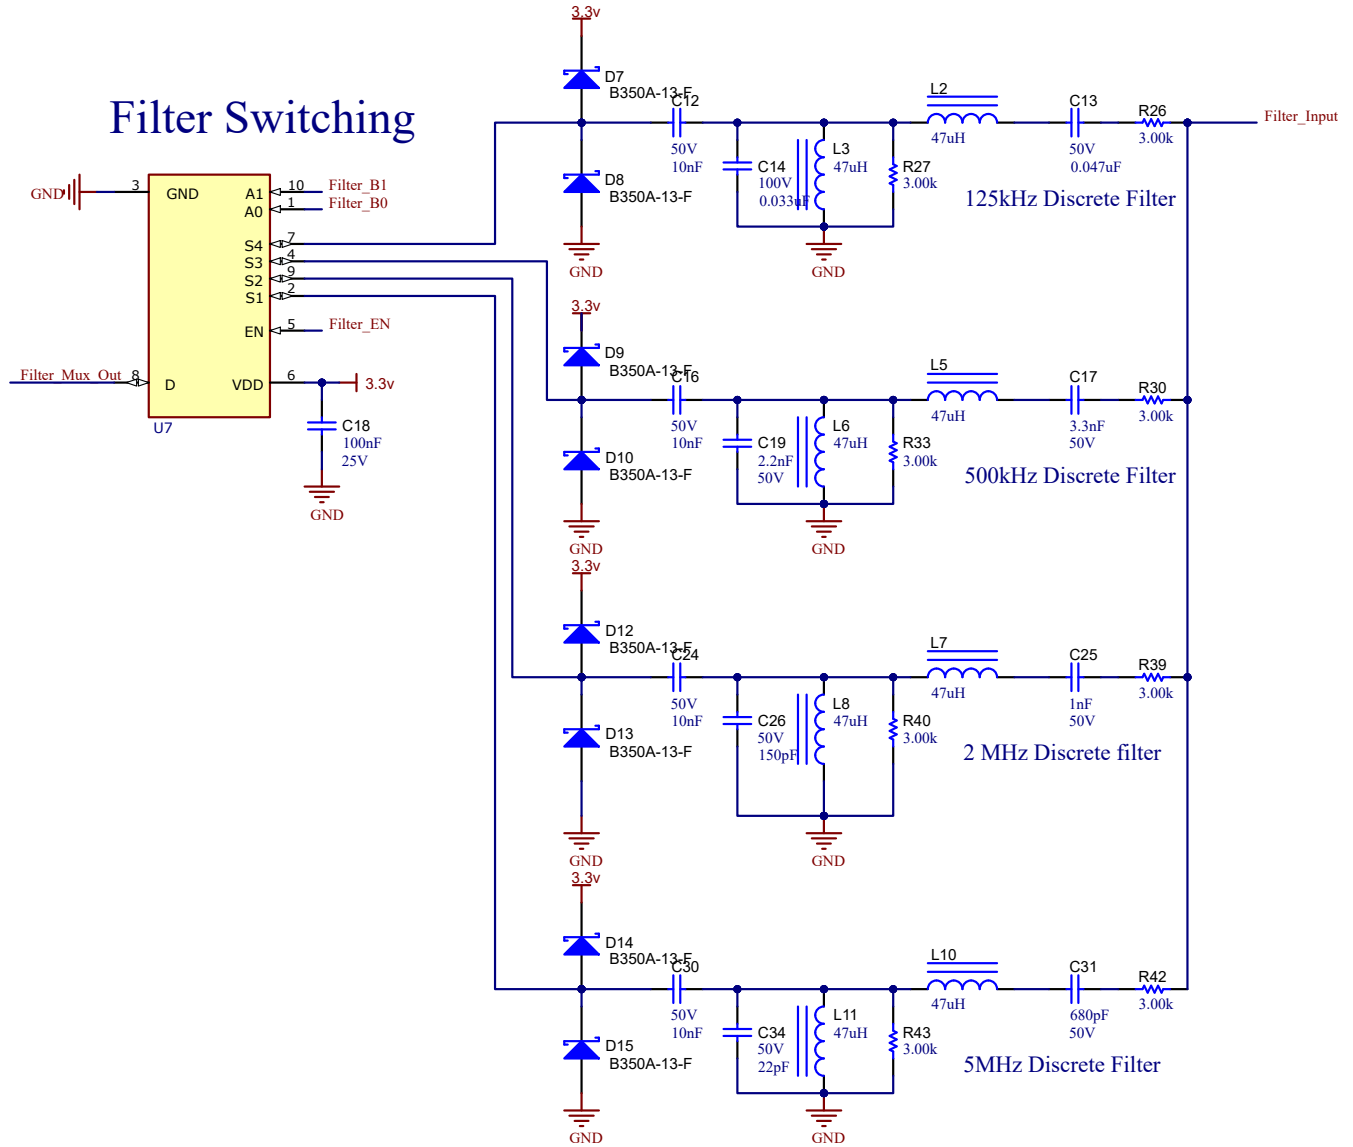 Filter Switching
GND
3
GND
A1
10
Filter_B1
A0
1
Filter_B0
S4
7
S3
4
S2
9
S1
2
EN
5
Filter_EN
Filter_Mux_Out
8
D
VDD
6
3.3v
U7
C18
100nF
25V
GND
3.3v
D7
B350A-13-F
D8
B350A-13-F
GND
C12
50V
10nF
C14
100V
0.033uF
L3
47uH
R27
3.00k
GND
L2
47uH
C13
50V
0.047uF
R26
3.00k
Filter_Input
125kHz Discrete Filter
3.3v
D9
B350A-13-F
D10
B350A-13-F
GND
C16
50V
10nF
C19
2.2nF
50V
L6
47uH
R33
3.00k
GND
L5
47uH
C17
3.3nF
50V
R30
3.00k
500kHz Discrete Filter
3.3v
D12
B350A-13-F
D13
B350A-13-F
GND
C24
50V
10nF
C26
50V
150pF
L8
47uH
R40
3.00k
GND
L7
47uH
C25
1nF
50V
R39
3.00k
2 MHz Discrete filter
3.3v
D14
B350A-13-F
D15
B350A-13-F
GND
C30
50V
10nF
C34
50V
22pF
L11
47uH
R43
3.00k
GND
L10
47uH
C31
680pF
50V
R42
3.00k
5MHz Discrete Filter